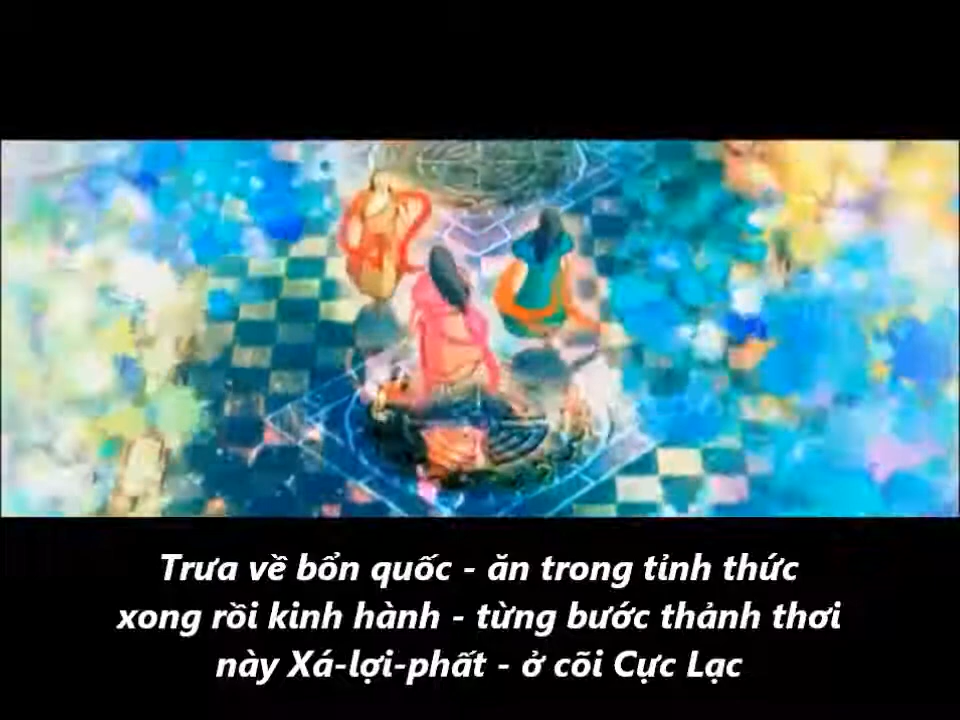 Trưa về bổn quốc - ăn trong tỉnh thức
xong rồi kinh hành - từng bước thảnh thơi
này Xá-lợi-phất - ở cõi Cực Lạc